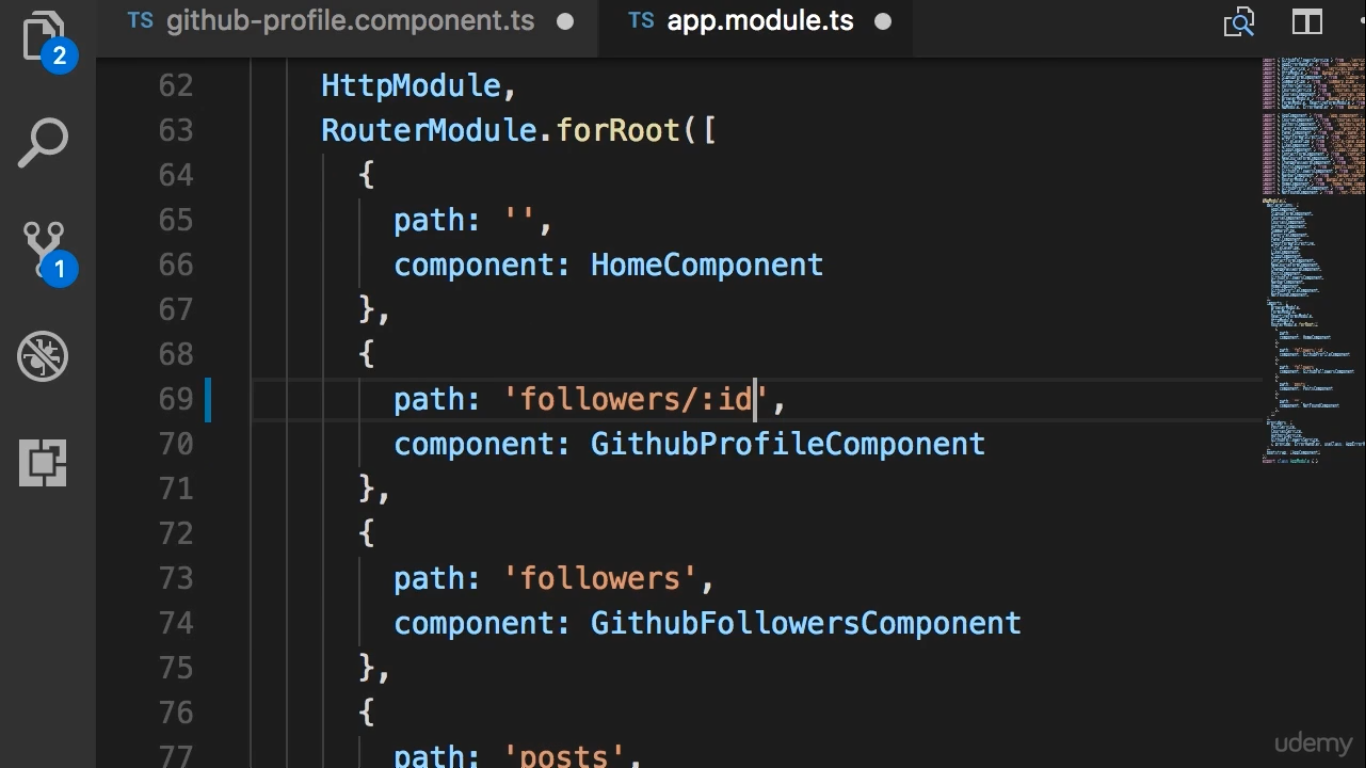 TS github-profile.component.ts TS app.module.ts
2
62 HttpModule,
63 RouterModule.forRoot([
64 {
65 path: '',
66 component: HomeComponent
1
67 },
68 {
69 path: 'followers/:id',
70 component: GithubProfileComponent
71 },
72 {
73 path: 'followers',
74 component: GithubFollowersComponent
75 },
76 {
77 path: 'posts',
udemy